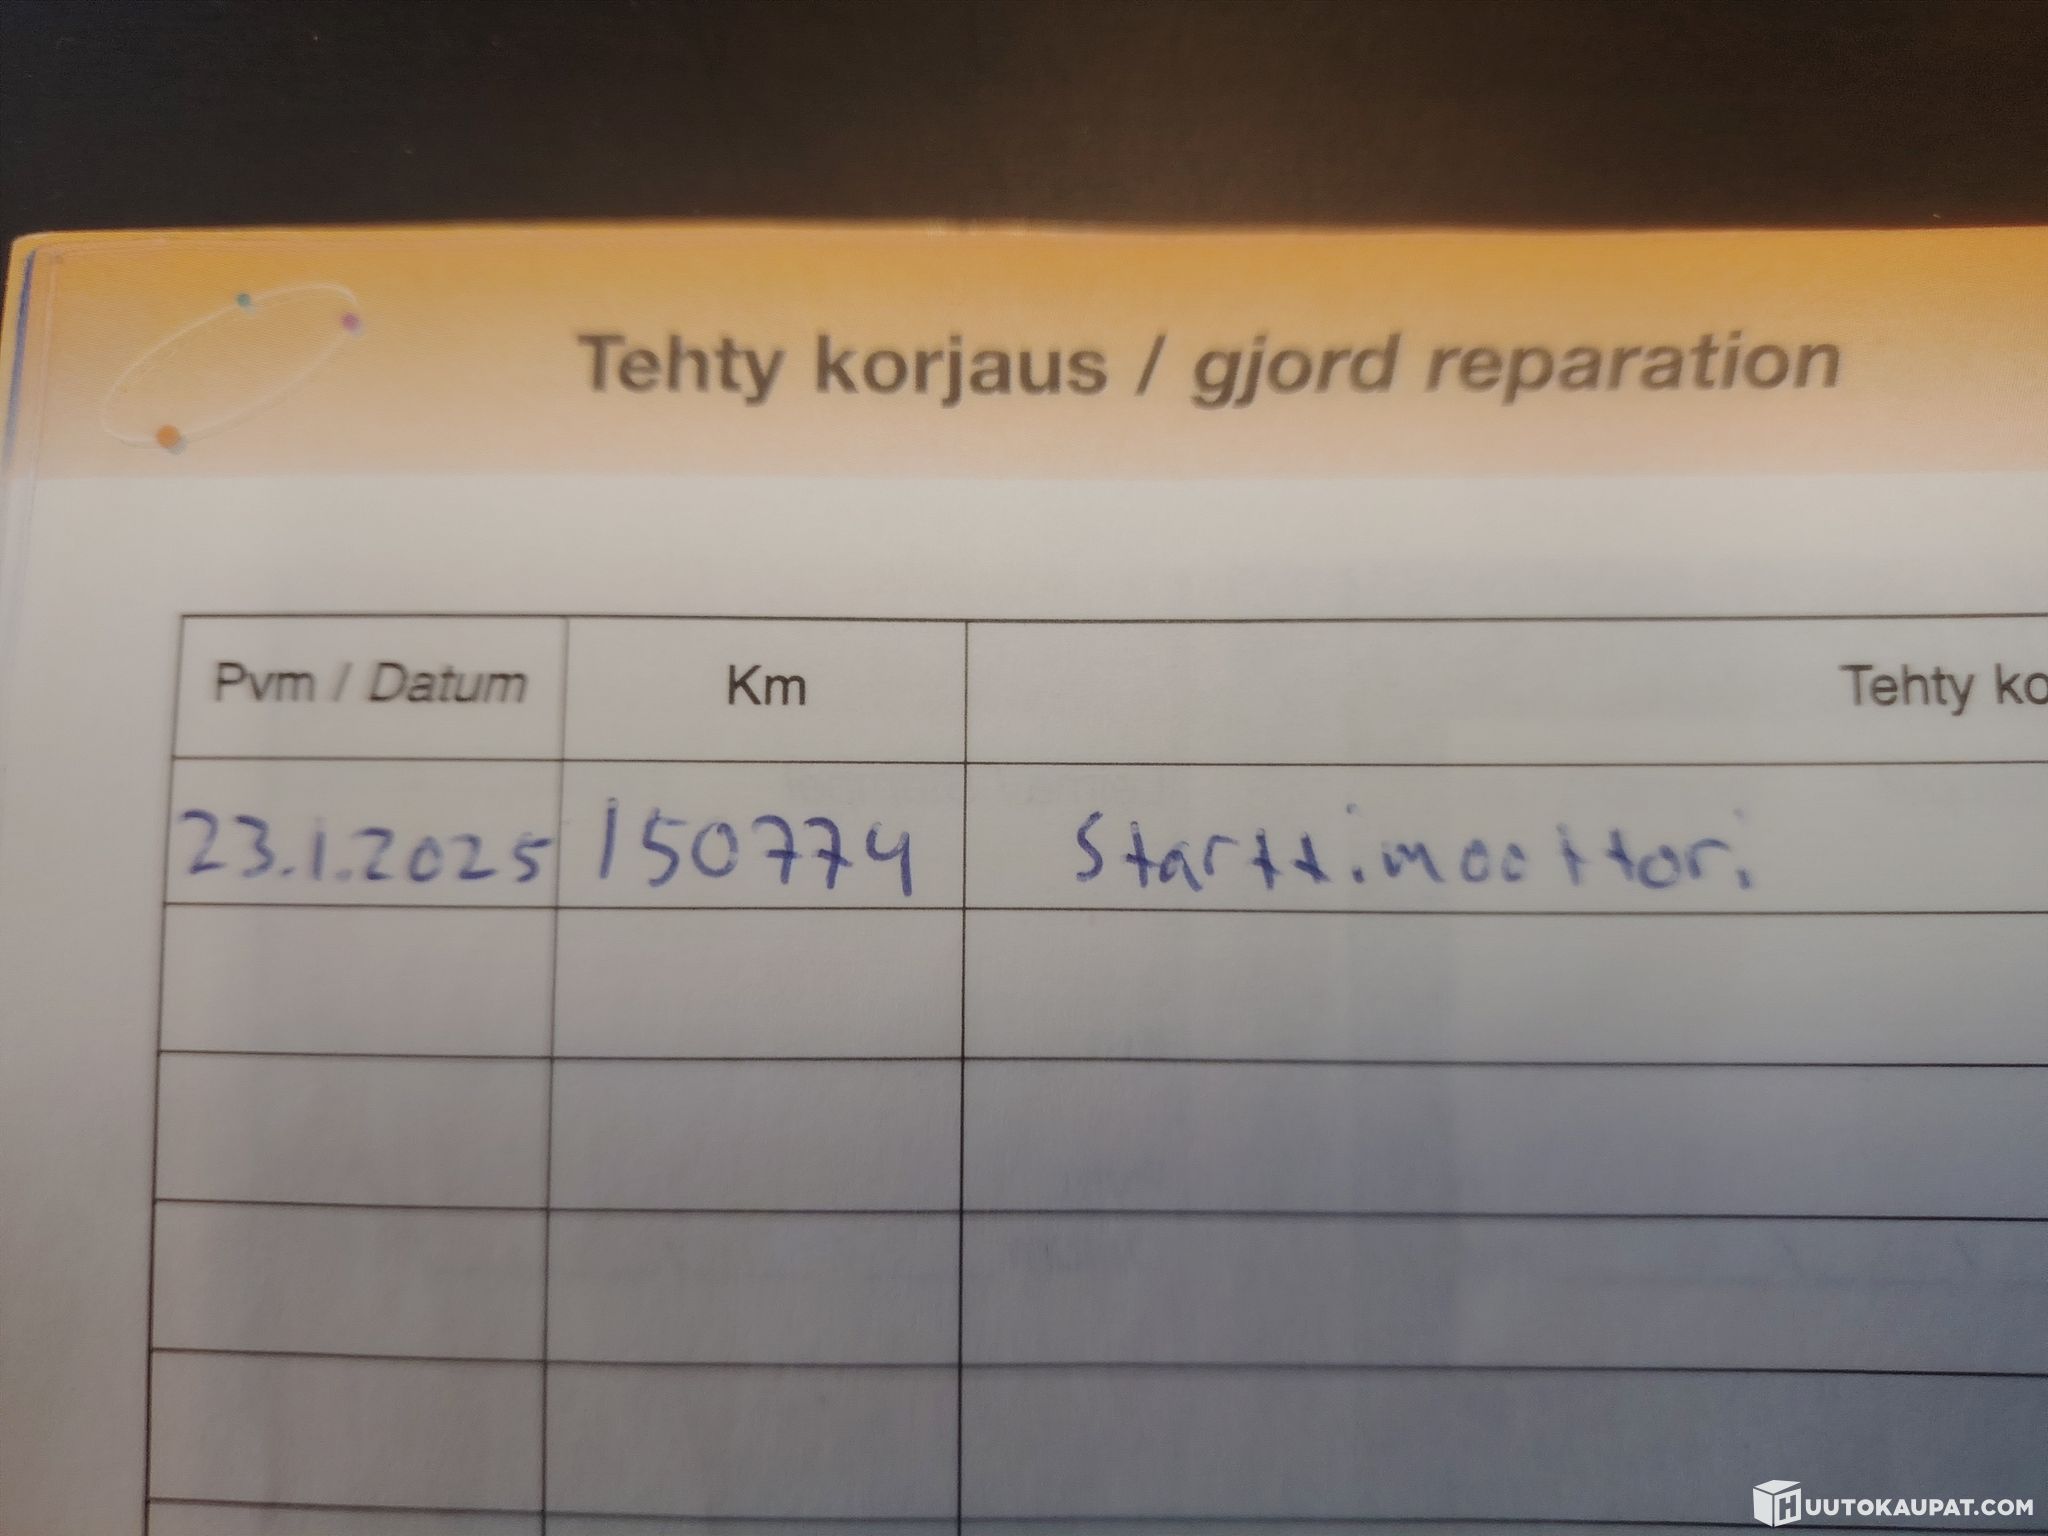 Tehty korjaus / gjord reparation
Pvm / Datum Km Tehty ko
23.1.2025 150774 Starttimoottori
HUUTOKAUPAT.COM